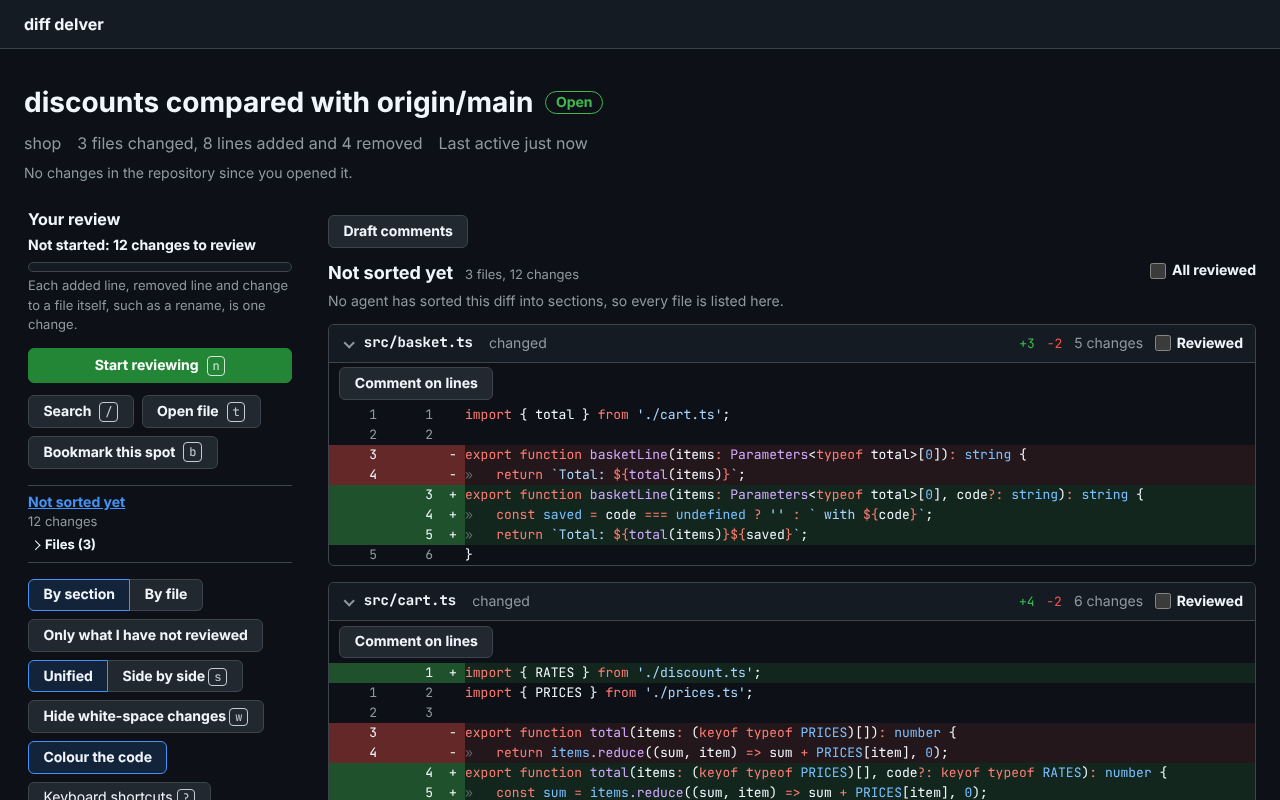 diff delver
discounts compared with origin/main Open
shop 3 files changed, 8 lines added and 4 removed Last active just now
No changes in the repository since you opened it.
Your review
Not started: 12 changes to review
Each added line, removed line and change
to a file itself, such as a rename, is one
change.
Start reviewing n
Search / Open file t
Bookmark this spot b
Not sorted yet
12 changes
Files (3)
By section By file
Only what I have not reviewed
Unified Side by side s
Hide white-space changes w
Colour the code
Keyboard shortcuts ?
Draft comments
Not sorted yet 3 files, 12 changes All reviewed
No agent has sorted this diff into sections, so every file is listed here.
src/basket.ts changed +3 -2 5 changes Reviewed
Comment on lines
1 1 import { total } from './cart.ts';
2 2
3 - export function basketLine(items: Parameters<typeof total>[0]): string {
4 - » return `Total: ${total(items)}`;
3 + export function basketLine(items: Parameters<typeof total>[0], code?: string): string {
4 + » const saved = code === undefined ? '' : ` with ${code}`;
5 + » return `Total: ${total(items)}${saved}`;
5 6 }
src/cart.ts changed +4 -2 6 changes Reviewed
Comment on lines
1 + import { RATES } from './discount.ts';
1 2 import { PRICES } from './prices.ts';
2 3
3 - export function total(items: (keyof typeof PRICES)[]): number {
4 - » return items.reduce((sum, item) => sum + PRICES[item], 0);
4 + export function total(items: (keyof typeof PRICES)[], code?: keyof typeof RATES): number {
5 + » const sum = items.reduce((sum, item) => sum + PRICES[item], 0);